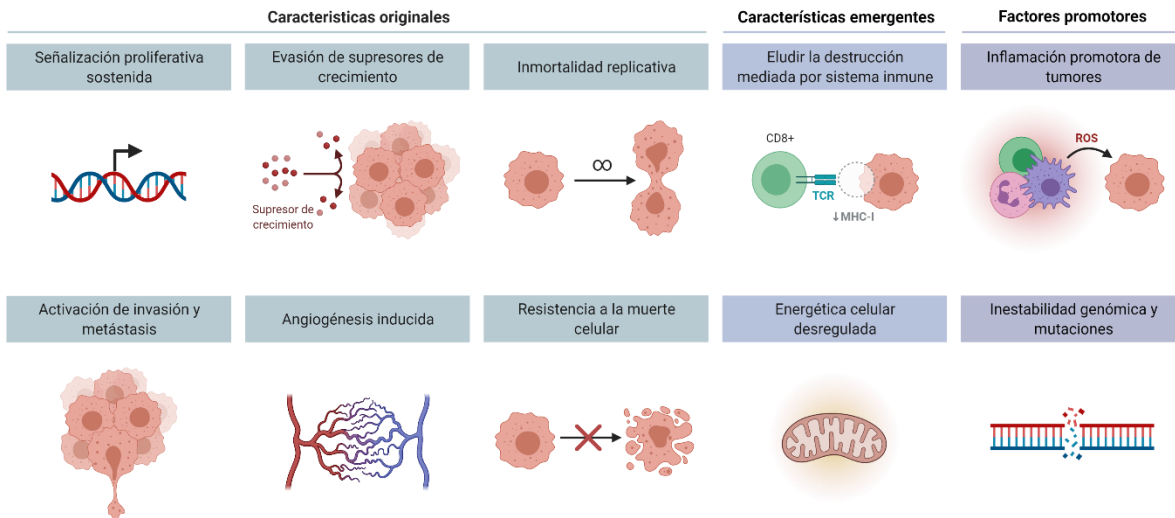 Caracteristicas originales
Características emergentes
Factores promotores
Señalización proliferativa
sostenida
Evasión de supresores de
crecimiento
Inmortalidad replicativa
Eludir la destrucción
mediada por sistema inmune
Inflamación promotora de
tumores
Supresor de
crecimiento
∞
CD8+
TCR
↓MHC-I
ROS
Activación de invasión y
metástasis
Angiogénesis inducida
Resistencia a la muerte
celular
Energética celular
desregulada
Inestabilidad genómica y
mutaciones